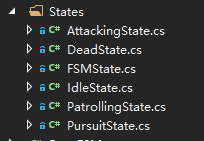 States
C# AttackingState.cs
C# DeadState.cs
C# FSMState.cs
C# IdleState.cs
C# PatrollingState.cs
C# PursuitState.cs